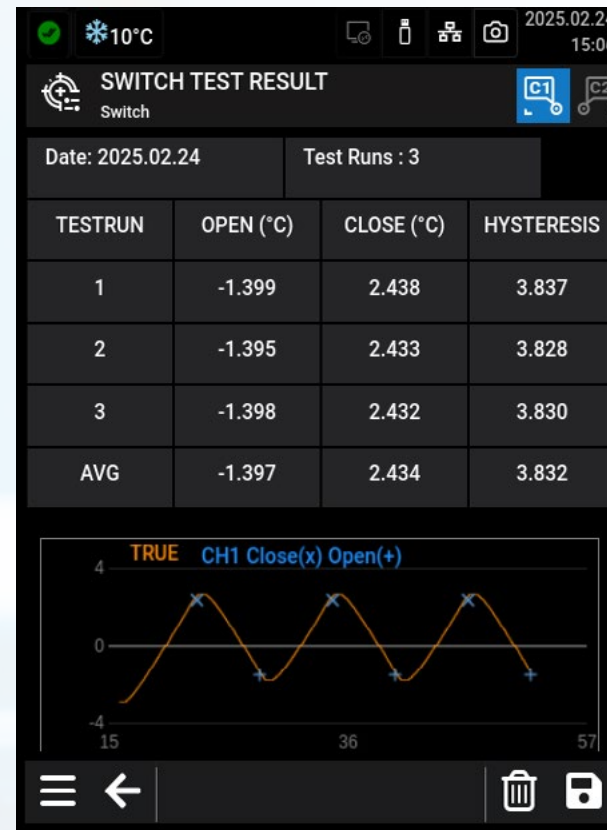 10°C
2025.02.24
15:0
SWITCH TEST RESULT
Switch
C1
C2
Date: 2025.02.24
Test Runs : 3
TESTRUN OPEN (°C) CLOSE (°C) HYSTERESIS
1 -1.399 2.438 3.837
2 -1.395 2.433 3.828
3 -1.398 2.432 3.830
AVG -1.397 2.434 3.832
TRUE CH1 Close(x) Open(+)
4
0
-4
15 36 57